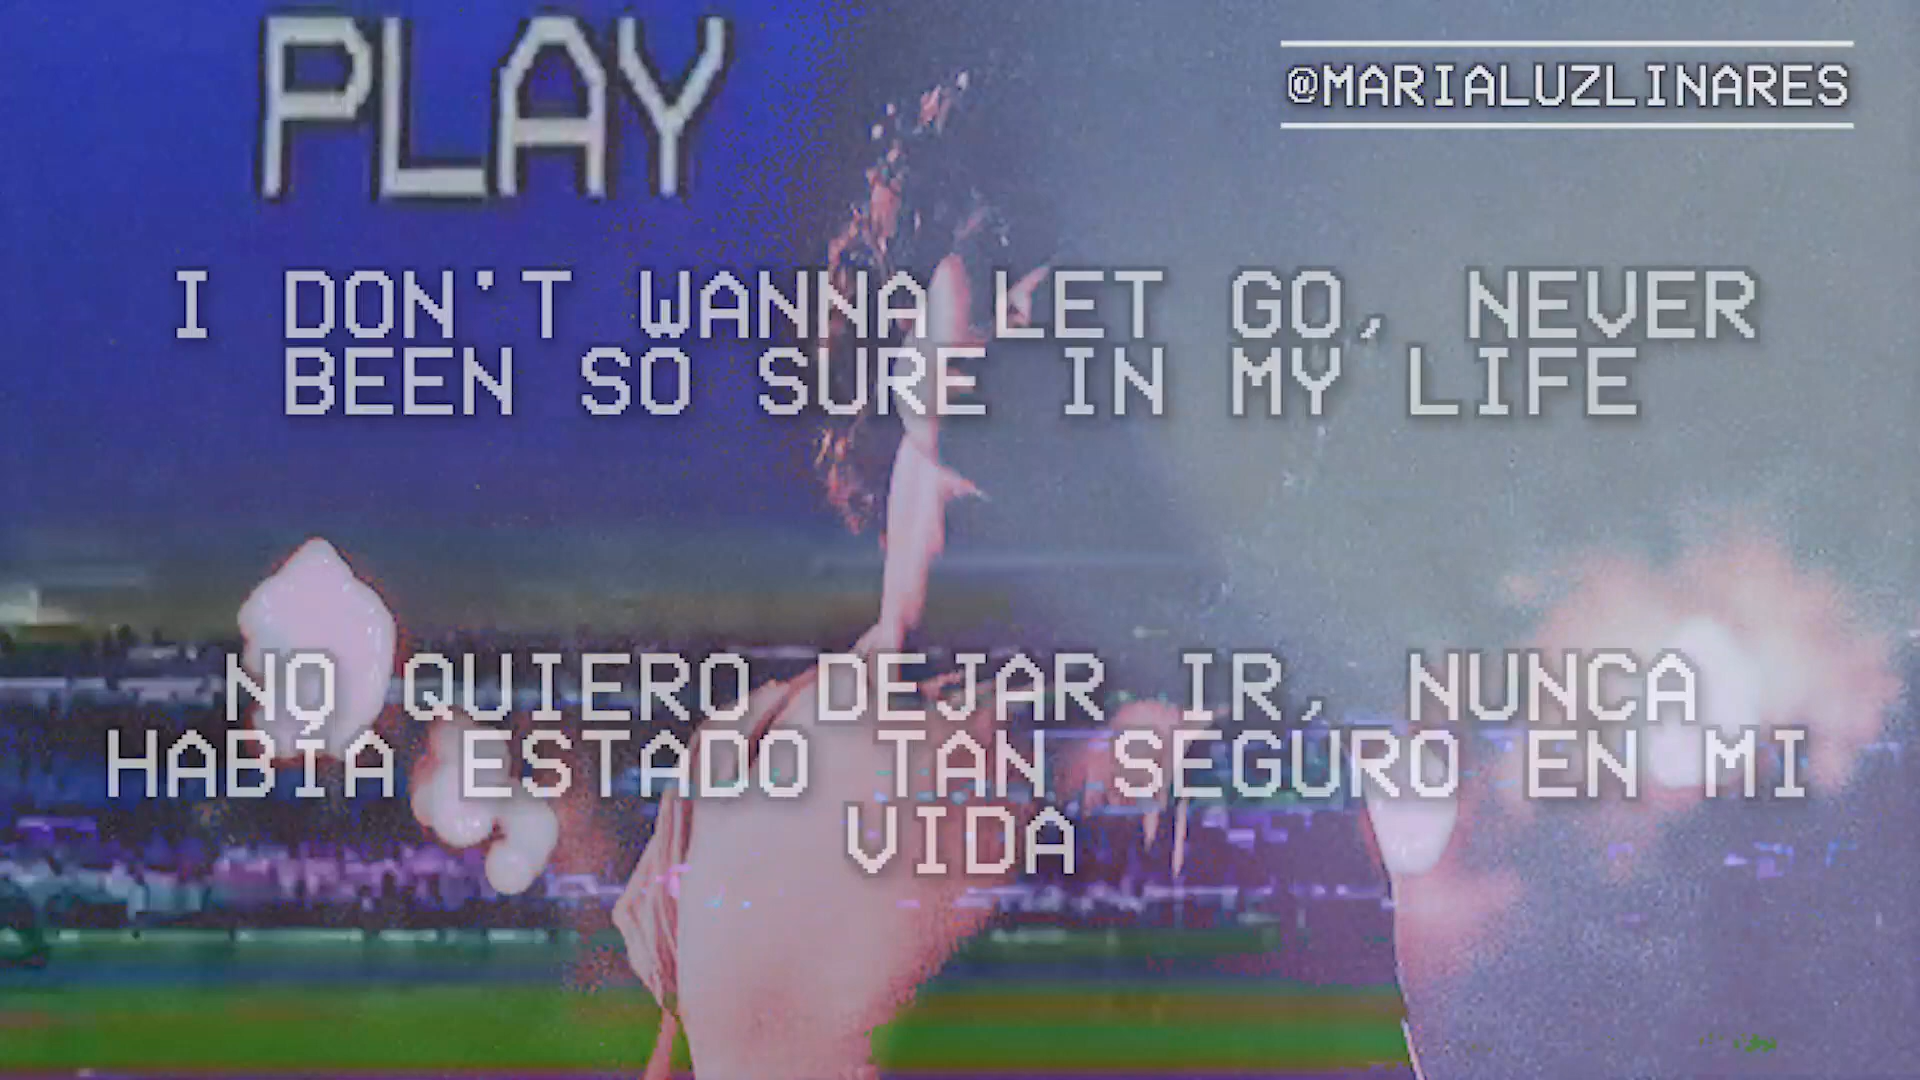 PLAY
@MARIALUZLINARES
I DON'T WANNA LET GO, NEVER
BEEN SO SURE IN MY LIFE
NO QUIERO DEJAR IR, NUNCA
HABÍA ESTADO TAN SEGURO EN MI
VIDA